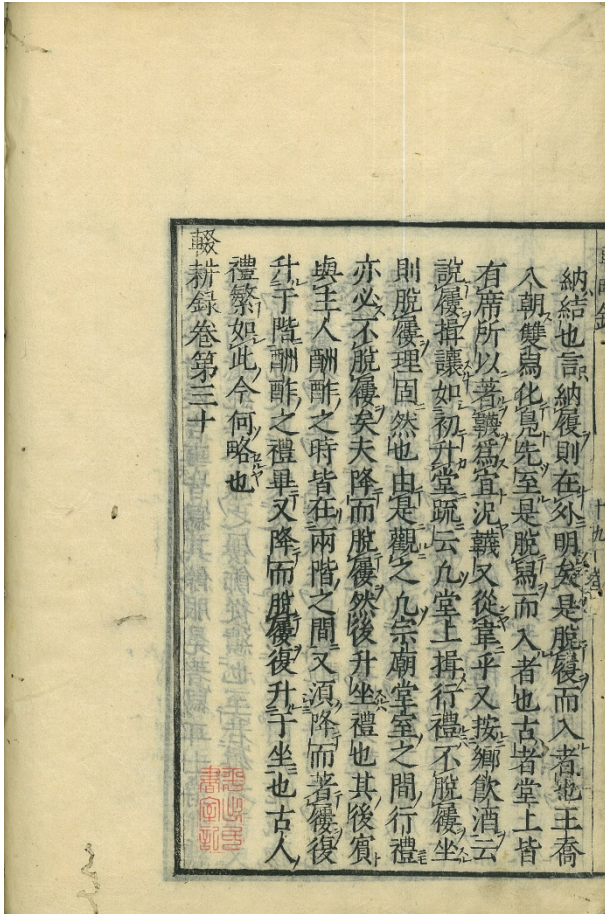 納結也言納履則在外明矣是脫履而入者也王喬
入朝雙舄化鳧先至是脫舄而入者也古者堂上皆
有席所以著韈爲宜況韈又從韋乎又按鄉飲酒云
說屨揖讓如初升堂疏云凢堂上揖行禮不脫屨坐
則脫屨理固然也由是觀之凢宗廟堂室之間行禮
亦必不脫屨矣夫降而脫屨然後升坐禮也其後賓
與主人酬酢之時皆在兩階之間又須降而著屨復
升于階酬酢之禮畢又降而脫屨復升于坐也古人
禮繁如此今何略也
輟耕錄卷第三十